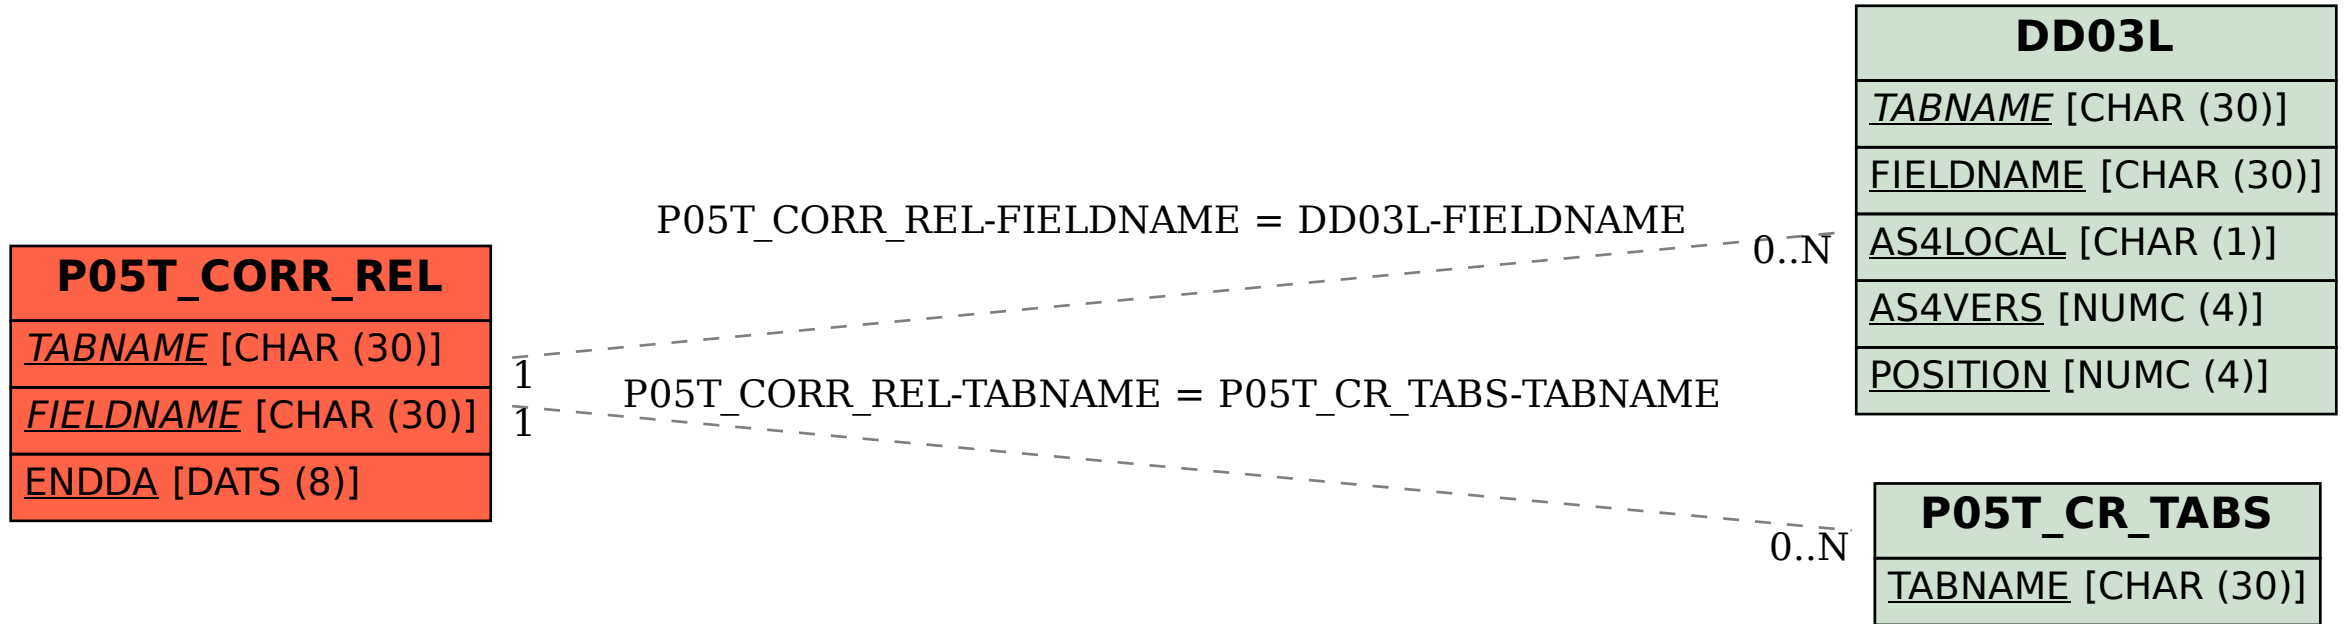 P05T_CORR_REL
TABNAME [CHAR (30)]
FIELDNAME [CHAR (30)]
ENDDA [DATS (8)]
P05T_CORR_REL-FIELDNAME = DD03L-FIELDNAME
0..N
1
P05T_CORR_REL-TABNAME = P05T_CR_TABS-TABNAME
1
0..N
DD03L
TABNAME [CHAR (30)]
FIELDNAME [CHAR (30)]
AS4LOCAL [CHAR (1)]
AS4VERS [NUMC (4)]
POSITION [NUMC (4)]
P05T_CR_TABS
TABNAME [CHAR (30)]